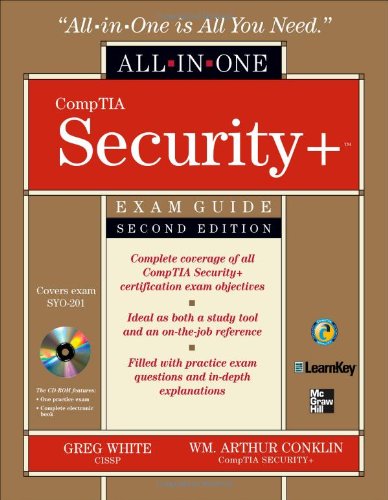 "All-in-One is All You Need."
ALL■IN■ONE
CompTIA
Security+™
EXAM GUIDE
SECOND EDITION
Complete coverage of all
CompTIA Security+
certification exam objectives
Ideal as both a study tool
and an on-the-job reference
Filled with practice exam
questions and in-depth
explanations
Covers exam
SYO-201
The CD-ROM features:
• One practice exam
• Complete electronic
book
LearnKey
Mc
Graw
Hill
GREG WHITE
CISSP
WM. ARTHUR CONKLIN
CompTIA SECURITY+